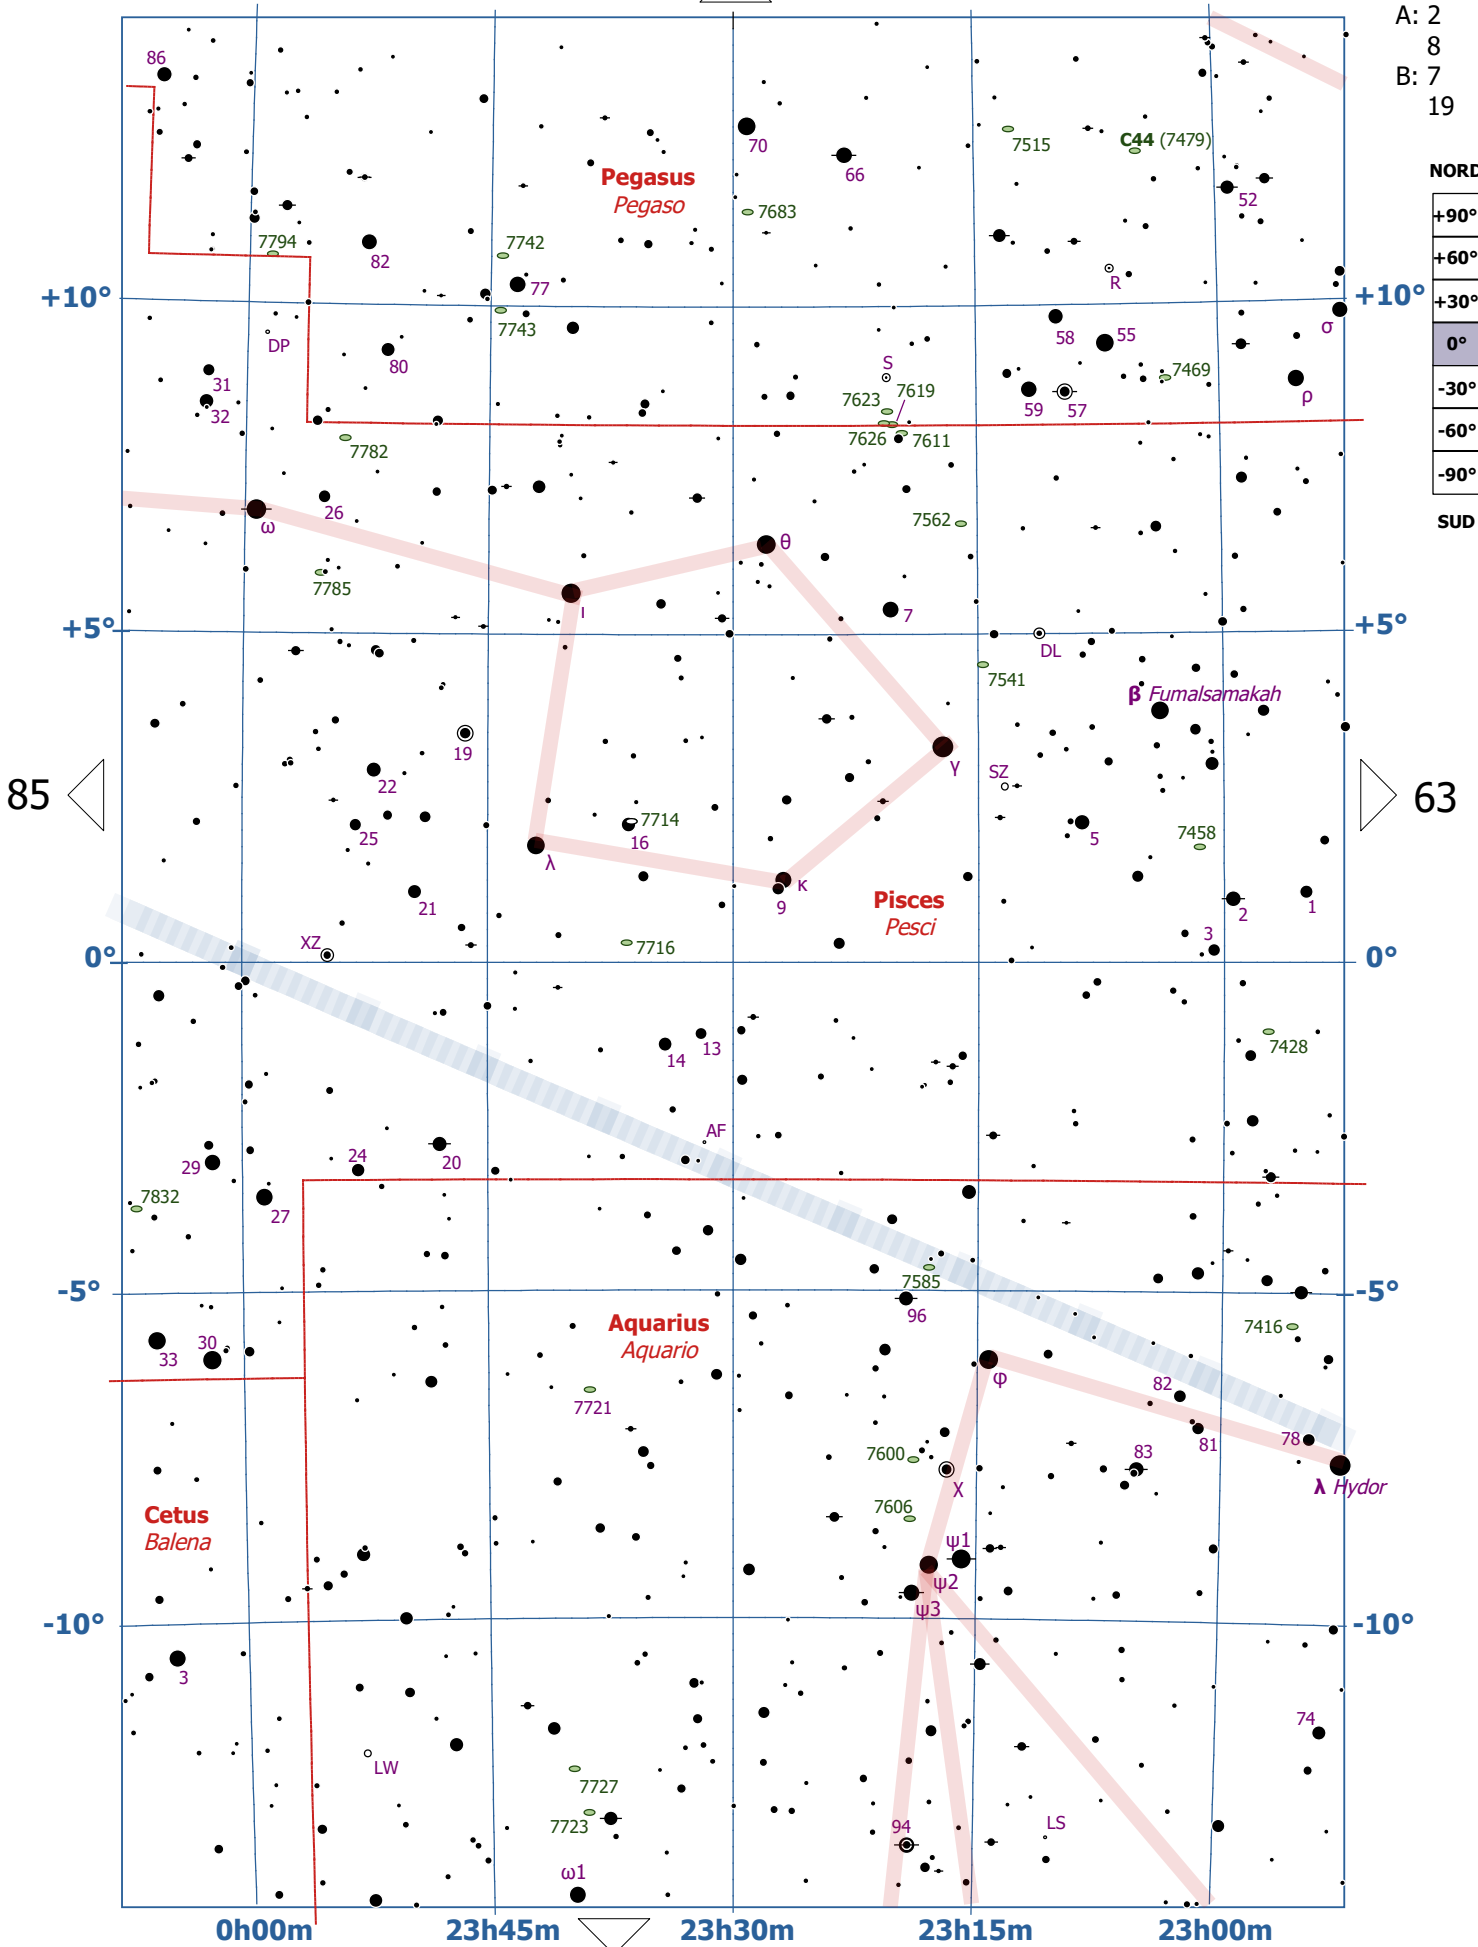 A: 2
8
B: 7
19
NORD
+90°
+60°
+30°
0°
-30°
-60°
-90°
SUD
86
70
66
7515
C44 (7479)
52
Pegasus
Pegaso
7683
7794
82
7742
77
7743
R
+10°
+10°
σ
DP
80
58
55
31
32
S
7623
7619
7469
59
57
ρ
7626
7611
7782
26
ω
7562
θ
7785
ι
7
+5°
+5°
DL
7541
β Fumalsamakah
19
γ
SZ
85
63
22
25
7714
16
5
7458
λ
κ
9
21
Pisces
Pesci
2
1
3
XZ
7716
0°
0°
14
13
7428
AF
29
24
20
7832
27
7585
-5°
-5°
96
Aquarius
Aquario
7416
33
30
φ
82
7721
81
78
7600
χ
83
λ Hydor
Cetus
Balena
7606
ψ1
ψ2
ψ3
-10°
-10°
3
74
LW
7727
7723
94
LS
ω1
0h00m
23h45m
23h30m
23h15m
23h00m